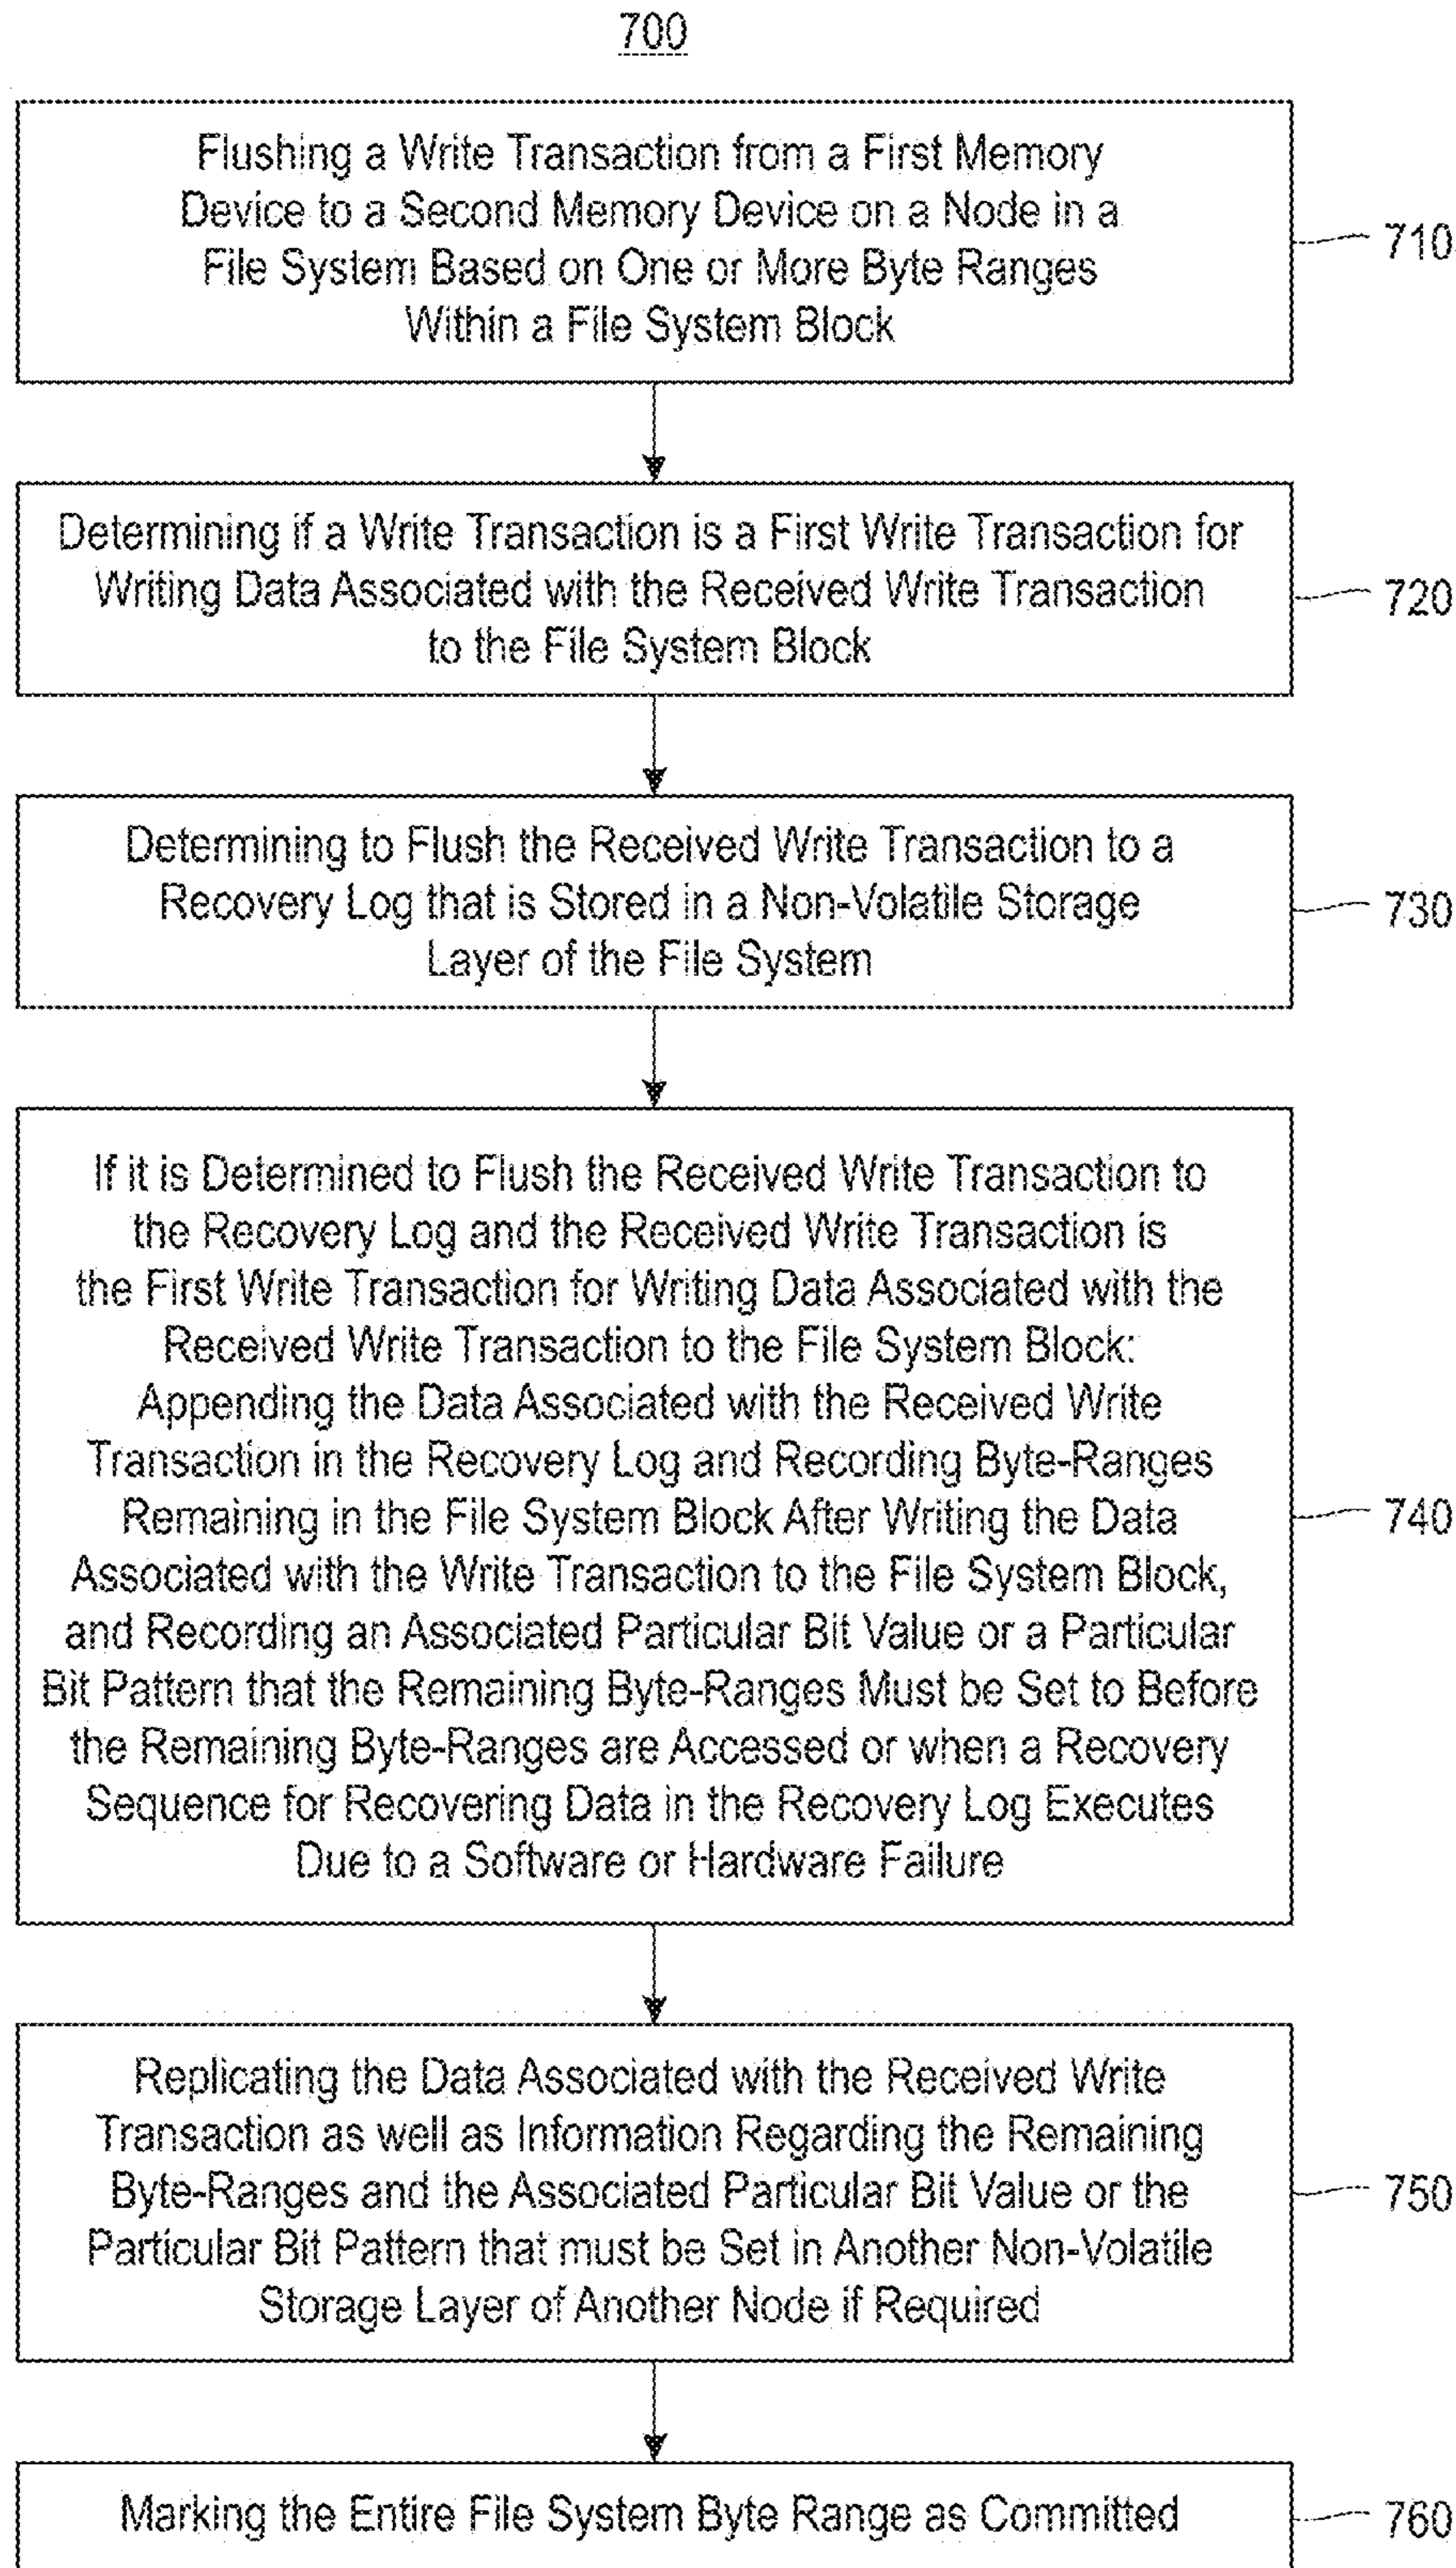 700
Flushing a Write Transaction from a First Memory
Device to a Second Memory Device on a Node in a
File System Based on One or More Byte Ranges
Within a File System Block
710
Determining if a Write Transaction is a First Write Transaction for
Writing Data Associated with the Received Write Transaction
to the File System Block
720
Determining to Flush the Received Write Transaction to a
Recovery Log that is Stored in a Non-Volatile Storage
Layer of the File System
730
If it is Determined to Flush the Received Write Transaction to
the Recovery Log and the Received Write Transaction is
the First Write Transaction for Writing Data Associated with the
Received Write Transaction to the File System Block:
Appending the Data Associated with the Received Write
Transaction in the Recovery Log and Recording Byte-Ranges
Remaining in the File System Block After Writing the Data
Associated with the Write Transaction to the File System Block,
and Recording an Associated Particular Bit Value or a Particular
Bit Pattern that the Remaining Byte-Ranges Must be Set to Before
the Remaining Byte-Ranges are Accessed or when a Recovery
Sequence for Recovering Data in the Recovery Log Executes
Due to a Software or Hardware Failure
740
Replicating the Data Associated with the Received Write
Transaction as well as Information Regarding the Remaining
Byte-Ranges and the Associated Particular Bit Value or the
Particular Bit Pattern that must be Set in Another Non-Volatile
Storage Layer of Another Node if Required
750
Marking the Entire File System Byte Range as Committed
760